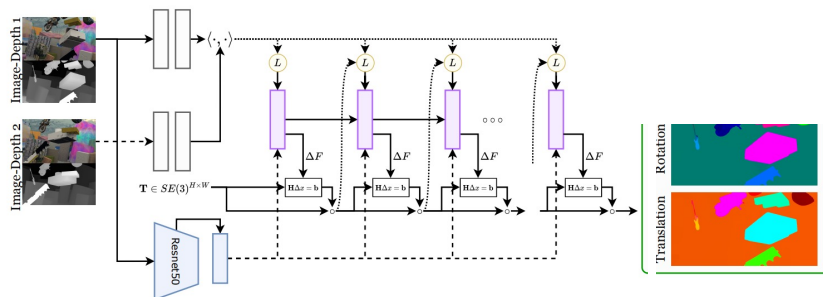 Image-Depth 1
Image-Depth 2
⟨·,·⟩
L
L
L
L
ΔF
ΔF
ΔF
ΔF
T ∈ SE(3)^{H×W}
HΔx = b
HΔx = b
HΔx = b
HΔx = b
Resnet50
Rotation
Translation